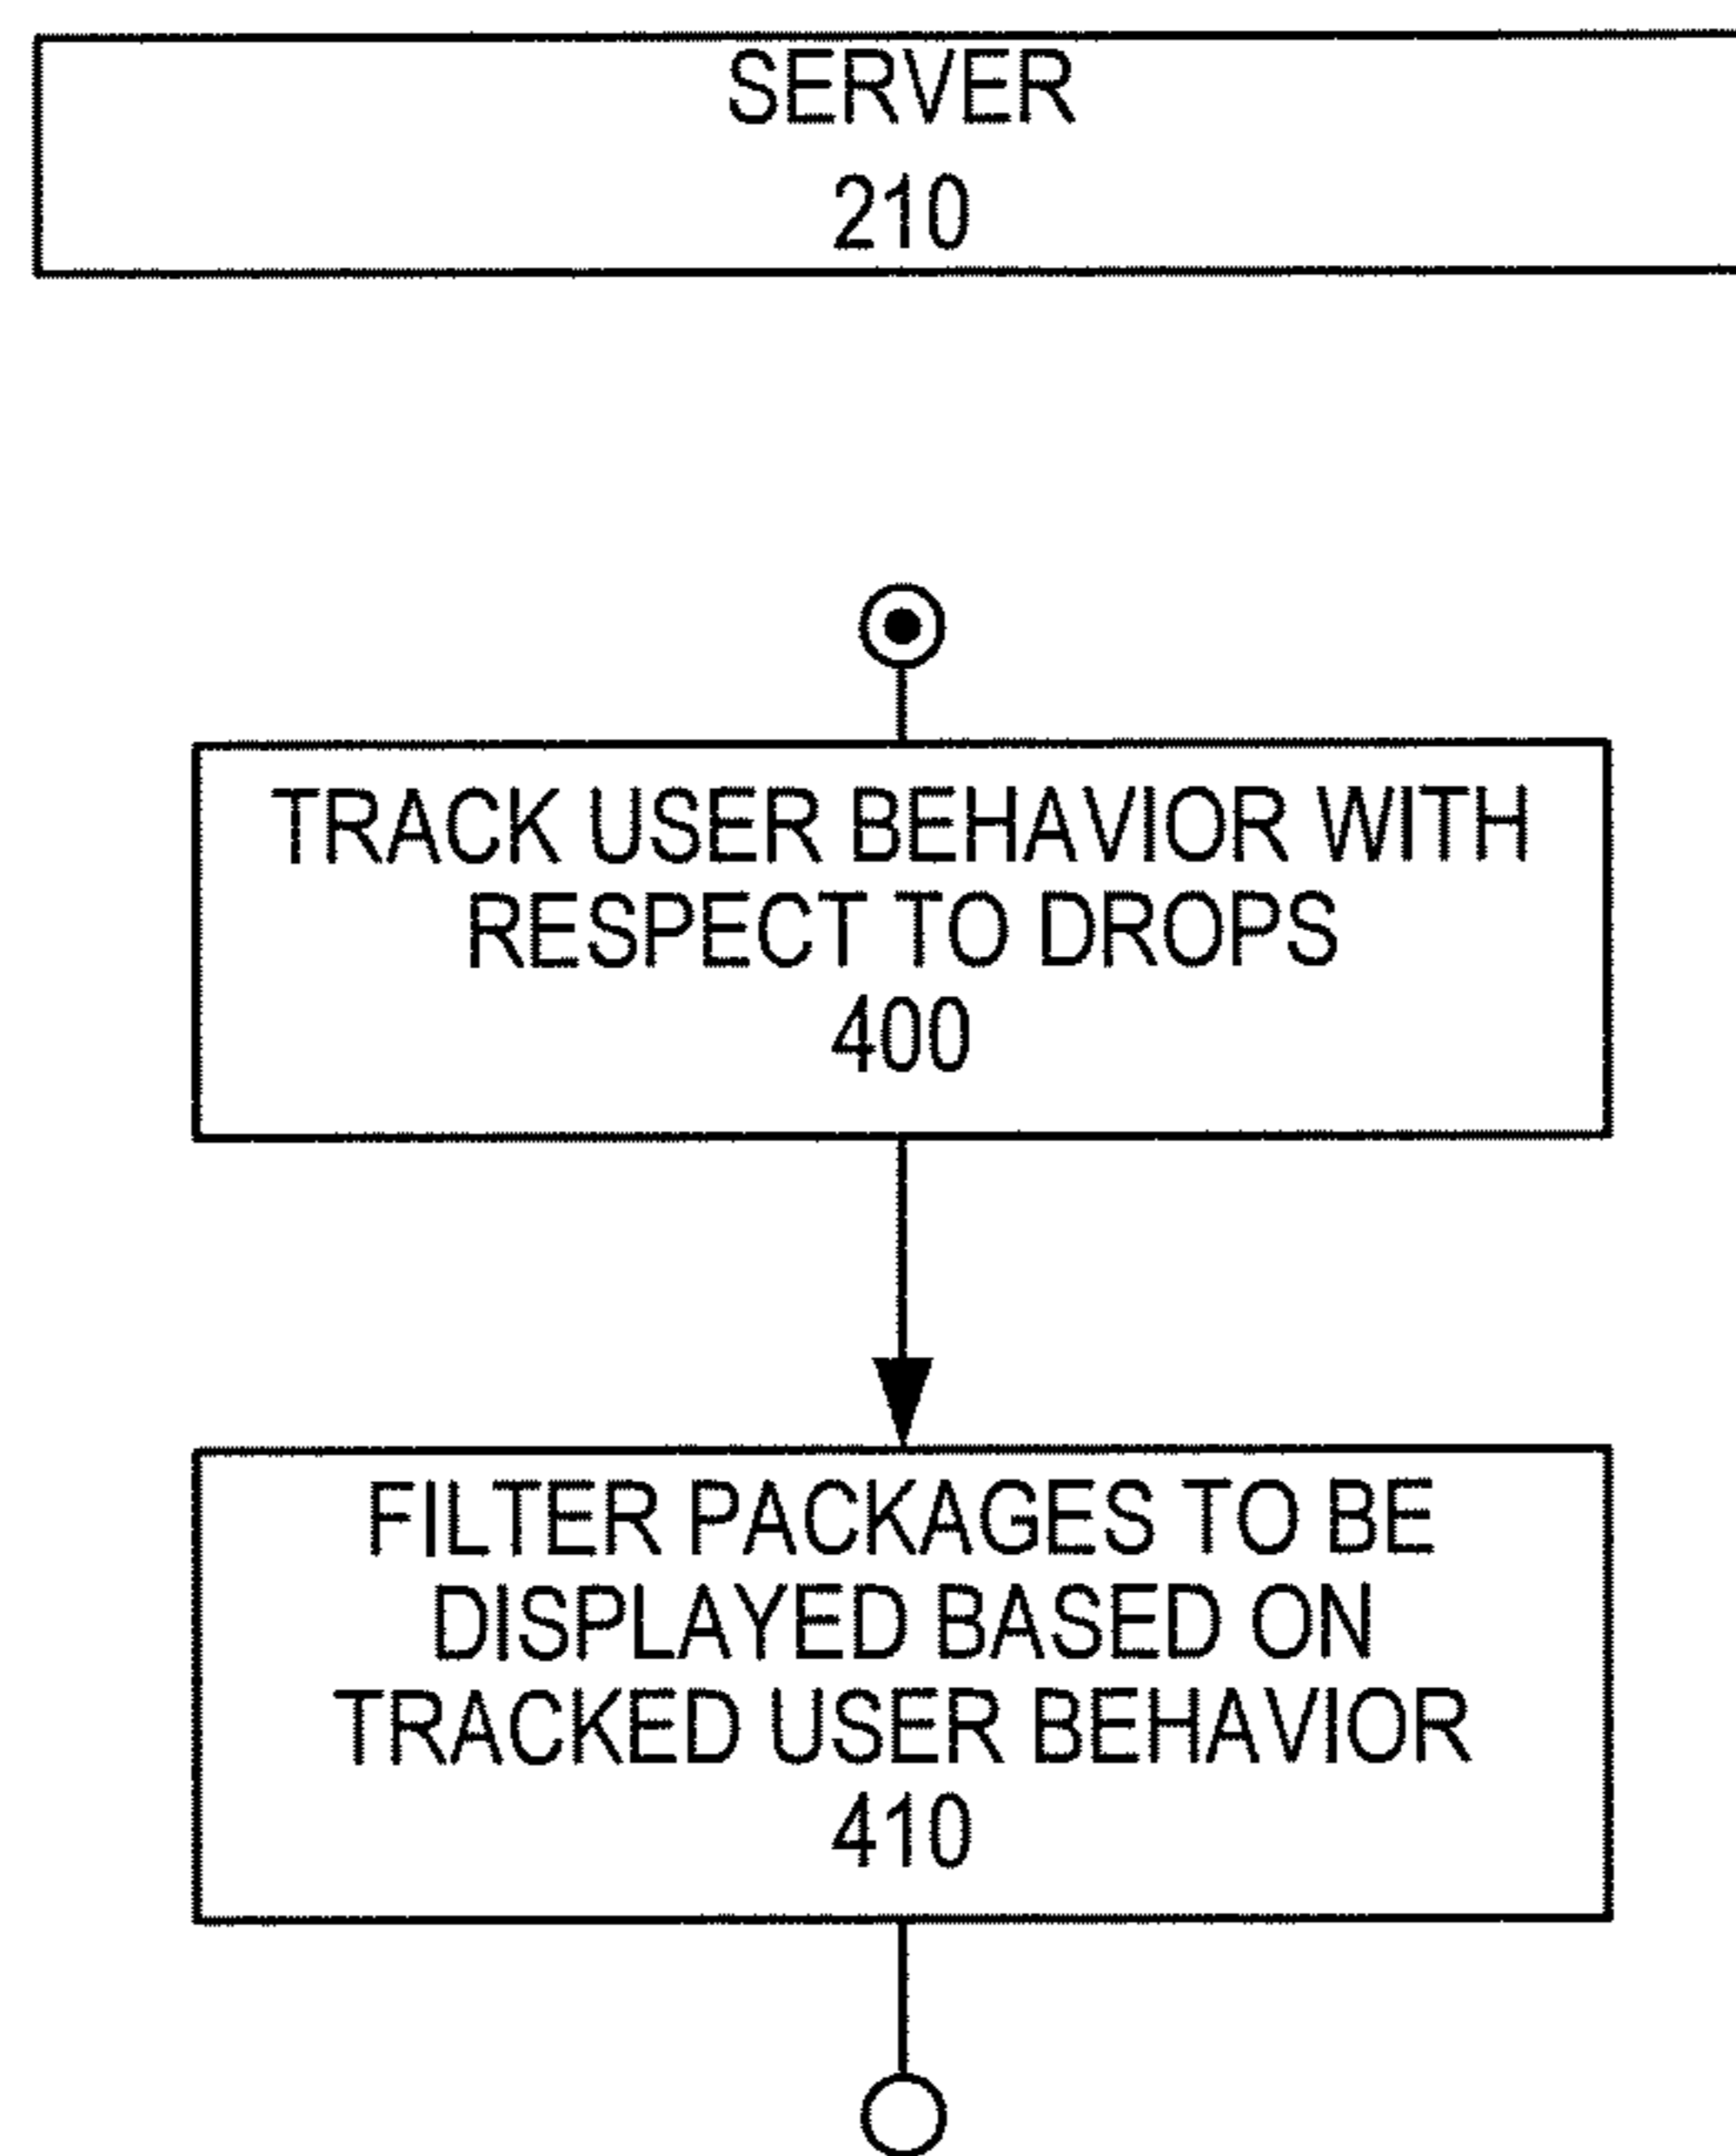 SERVER
210
TRACK USER BEHAVIOR WITH
RESPECT TO DROPS
400
FILTER PACKAGES TO BE
DISPLAYED BASED ON
TRACKED USER BEHAVIOR
410